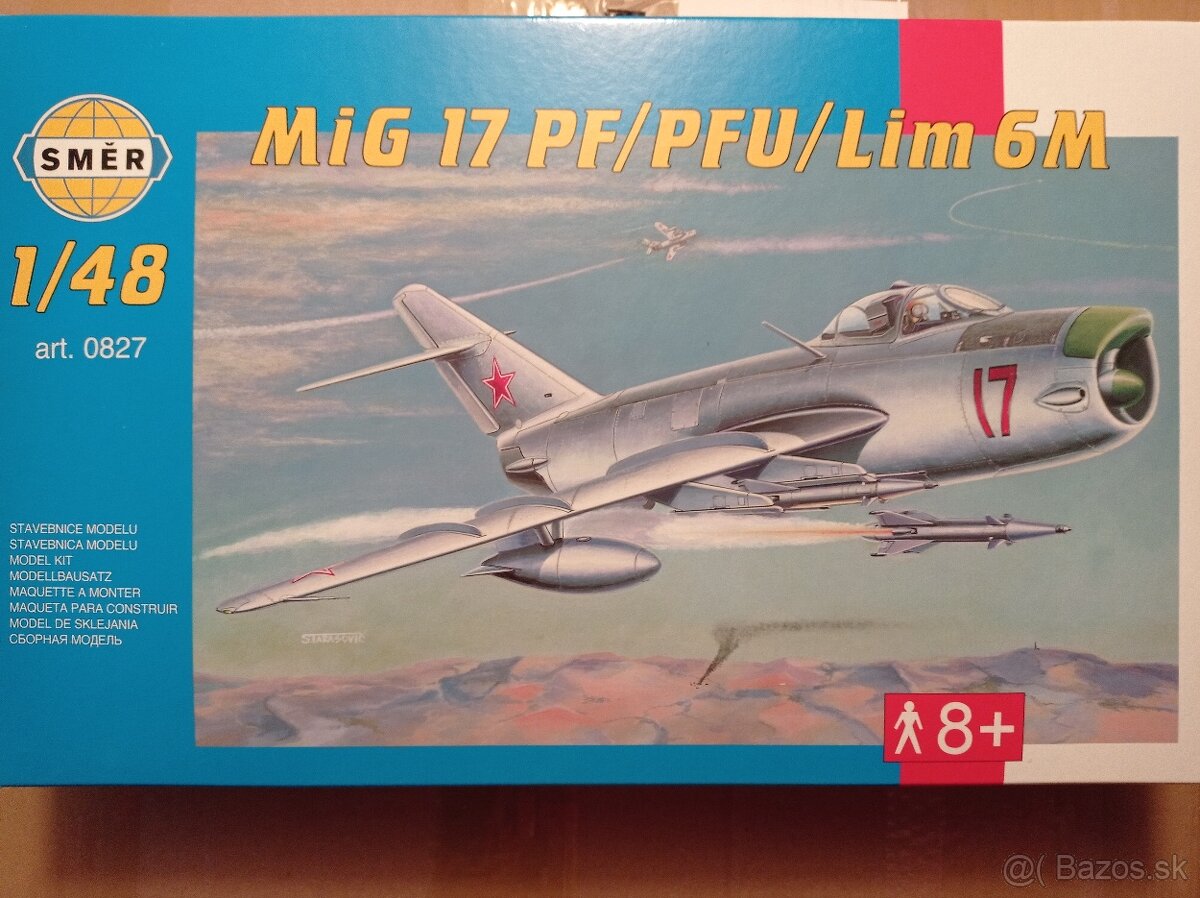 MiG 17 PF/PFU/Lim 6M
SMĚR
1/48
art. 0827
17
STAVEBNICE MODELU
STAVEBNICA MODELU
MODEL KIT
MODELLBAUSATZ
MAQUETTE A MONTER
MAQUETA PARA CONSTRUIR
MODEL DE SKLEJANIA
СБОРНАЯ МОДЕЛЬ
8+
@( Bazos.sk